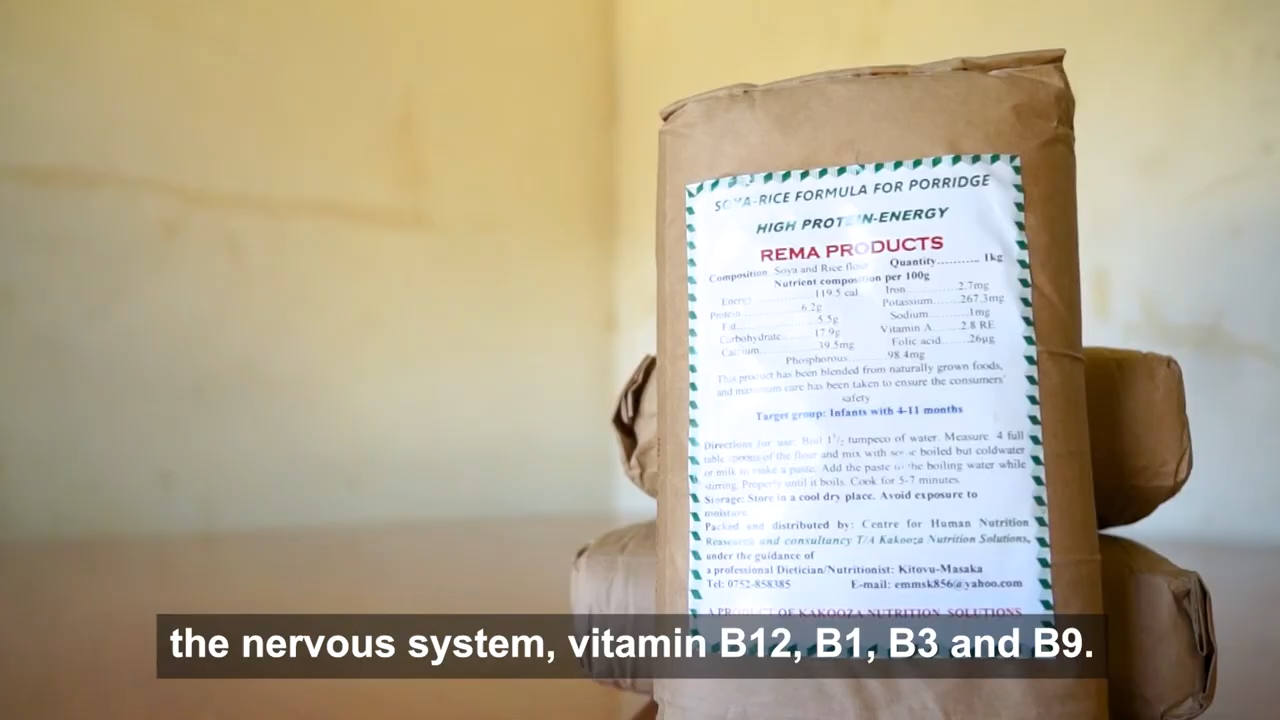 SOYA-RICE FORMULA FOR PORRIDGE
HIGH PROTEIN-ENERGY
REMA PRODUCTS
Composition. Soya and Rice flour Quantity........... 1kg
Nutrient composition per 100g
Energy..................119.5 cal
Protein..................6.2g
Fat..................5.5g
Carbohydrate..........17.9g
Calcium...............39.5mg
Iron..............2.7mg
Potassium......267.3mg
Sodium..........1mg
Vitamin A.......2.8 RE
Folic acid.......26µg
Phosphorous..........98.4mg
This product has been blended from naturally grown foods,
and maximum care has been taken to ensure the consumers'
safety
Target group: Infants with 4-11 months
Directions for use: Boil 1 1/2 tumpeco of water. Measure 4 full
table spoons of the flour and mix with some boiled but coldwater
or milk to make a paste. Add the paste to the boiling water while
stirring. Properly until it boils. Cook for 5-7 minutes.
Storage: Store in a cool dry place. Avoid exposure to
moisture.
Packed and distributed by: Centre for Human Nutrition
Reasearch and consultancy T/A Kakooza Nutrition Solutions,
under the guidance of
a professional Dietician/Nutritionist: Kitovu-Masaka
Tel: 0752-858385 E-mail: emmsk856@yahoo.com
A PRODUCT OF KAKOOZA NUTRITION SOLUTIONS
the nervous system, vitamin B12, B1, B3 and B9.